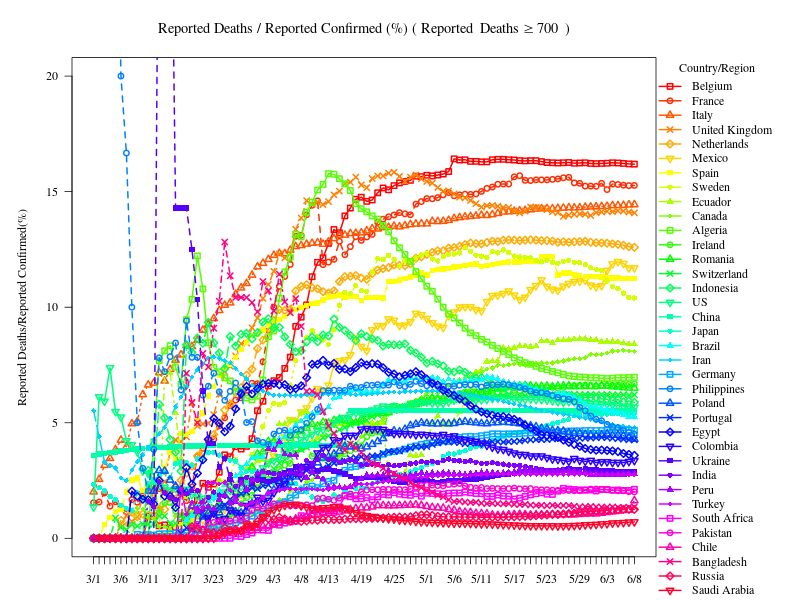 Reported Deaths / Reported Confirmed (%) ( Reported Deaths ≥ 700 )
Country/Region
Belgium
France
Italy
United Kingdom
Netherlands
Mexico
Spain
Sweden
Ecuador
Canada
Algeria
Ireland
Romania
Switzerland
Indonesia
US
China
Japan
Brazil
Iran
Germany
Philippines
Poland
Portugal
Egypt
Colombia
Ukraine
India
Peru
Turkey
South Africa
Pakistan
Chile
Bangladesh
Russia
Saudi Arabia
Reported Deaths/Reported Confirmed(%)
20
15
10
5
0
3/1 3/6 3/11 3/17 3/23 3/29 4/3 4/8 4/13 4/19 4/25 5/1 5/6 5/11 5/17 5/23 5/29 6/3 6/8